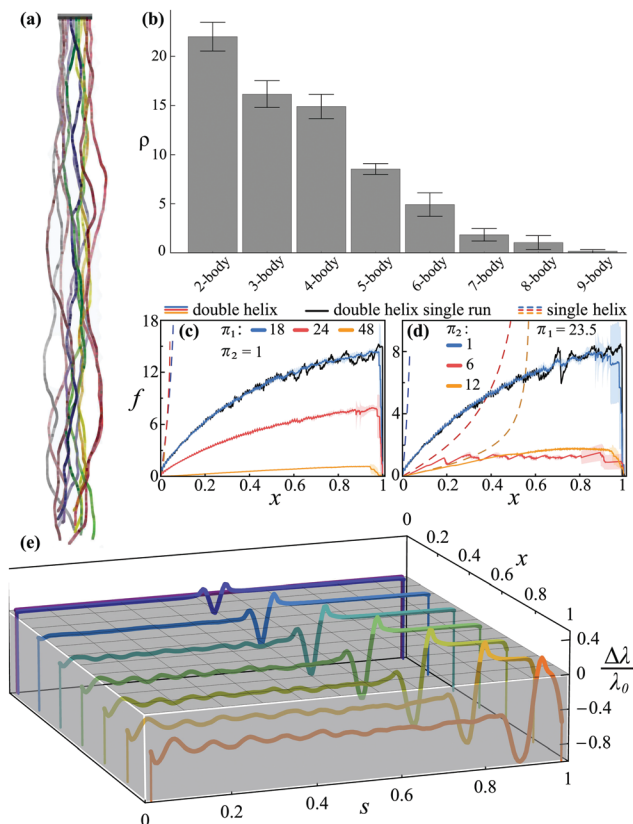 (a)
(b)
20
15
10
5
0
ρ
2-body
3-body
4-body
5-body
6-body
7-body
8-body
9-body
double helix
double helix single run
single helix
(c)
π₁:
18
24
48
π₂ = 1
18
12
6
0
f
0
0.2
0.4
0.6
0.8
1
x
(d)
π₂:
π₁ = 23.5
1
6
12
8
4
0
0
0.2
0.4
0.6
0.8
1
x
(e)
0
0.2
0.4
0.6
0.8
1
x
0.4
0
−0.4
−0.8
Δλ
λ₀
0
0.2
0.4
0.6
0.8
1
s